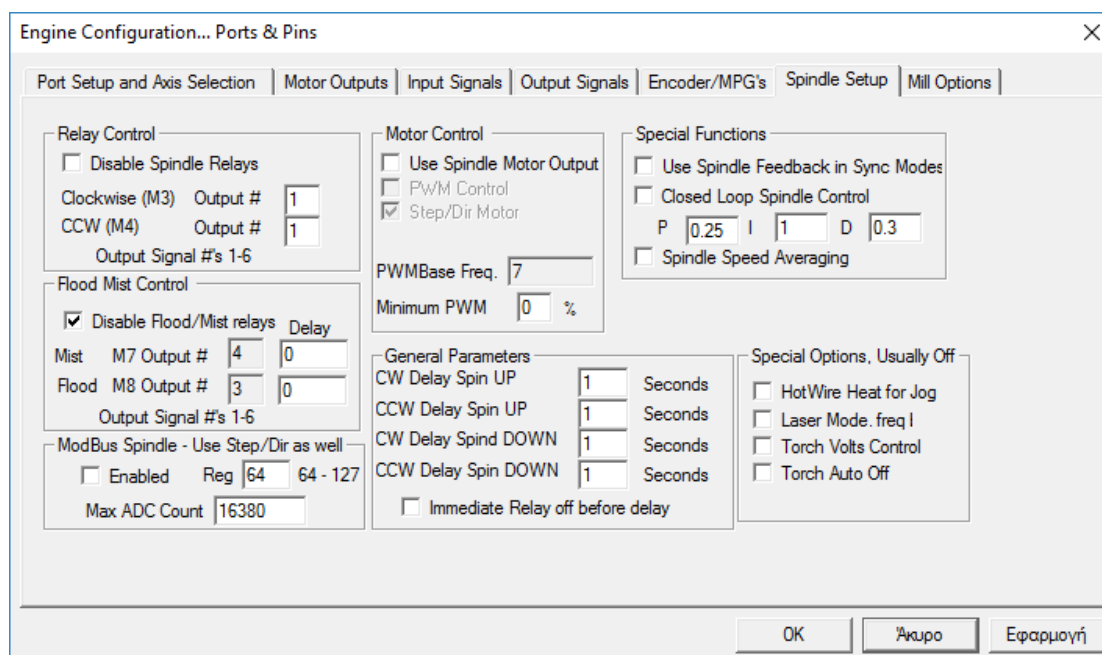 Engine Configuration... Ports & Pins
Port Setup and Axis Selection
Motor Outputs
Input Signals
Output Signals
Encoder/MPG's
Spindle Setup
Mill Options
Relay Control
Disable Spindle Relays
Clockwise (M3) Output # 1
CCW (M4) Output # 1
Output Signal #'s 1-6
Flood Mist Control
Disable Flood/Mist relays Delay
Mist M7 Output # 4 0
Flood M8 Output # 3 0
Output Signal #'s 1-6
ModBus Spindle - Use Step/Dir as well
Enabled Reg 64 64 - 127
Max ADC Count 16380
Motor Control
Use Spindle Motor Output
PWM Control
Step/Dir Motor
PWMBase Freq. 7
Minimum PWM 0 %
General Parameters
CW Delay Spin UP 1 Seconds
CCW Delay Spin UP 1 Seconds
CW Delay Spind DOWN 1 Seconds
CCW Delay Spin DOWN 1 Seconds
Immediate Relay off before delay
Special Functions
Use Spindle Feedback in Sync Modes
Closed Loop Spindle Control
P 0.25 I 1 D 0.3
Spindle Speed Averaging
Special Options, Usually Off
HotWire Heat for Jog
Laser Mode. freq
Torch Volts Control
Torch Auto Off
OK
Άκυρο
Εφαρμογή